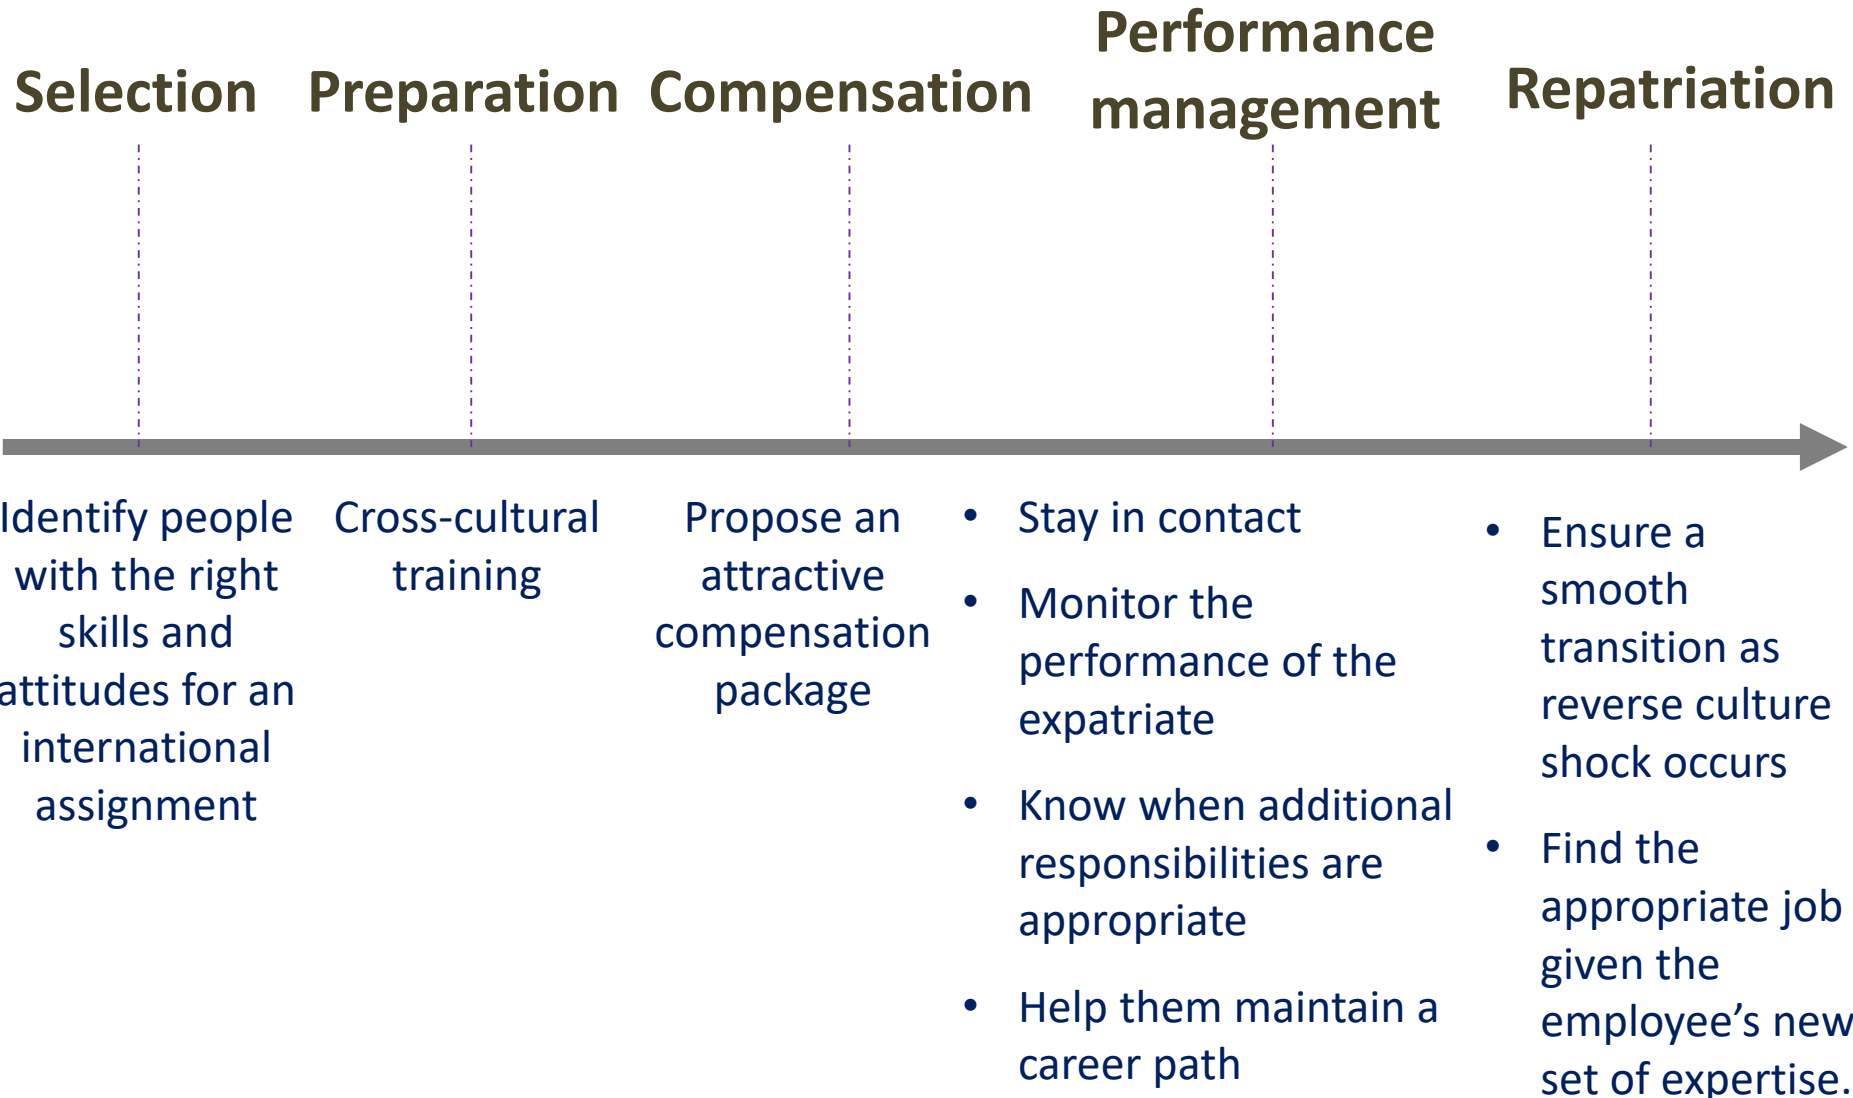 Selection
Preparation
Compensation
Performance
management
Repatriation
Identify people
with the right
skills and
attitudes for an
international
assignment
Cross-cultural
training
Propose an
attractive
compensation
package
• Stay in contact
• Monitor the
performance of the
expatriate
• Know when additional
responsibilities are
appropriate
• Help them maintain a
career path
• Ensure a
smooth
transition as
reverse culture
shock occurs
• Find the
appropriate job
given the
employee’s new
set of expertise.